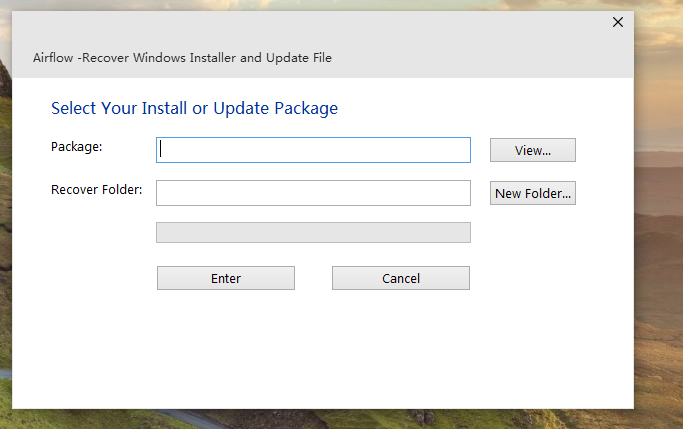 Airflow -Recover Windows Installer and Update File
Select Your Install or Update Package
Package:
View...
Recover Folder:
New Folder...
Enter
Cancel